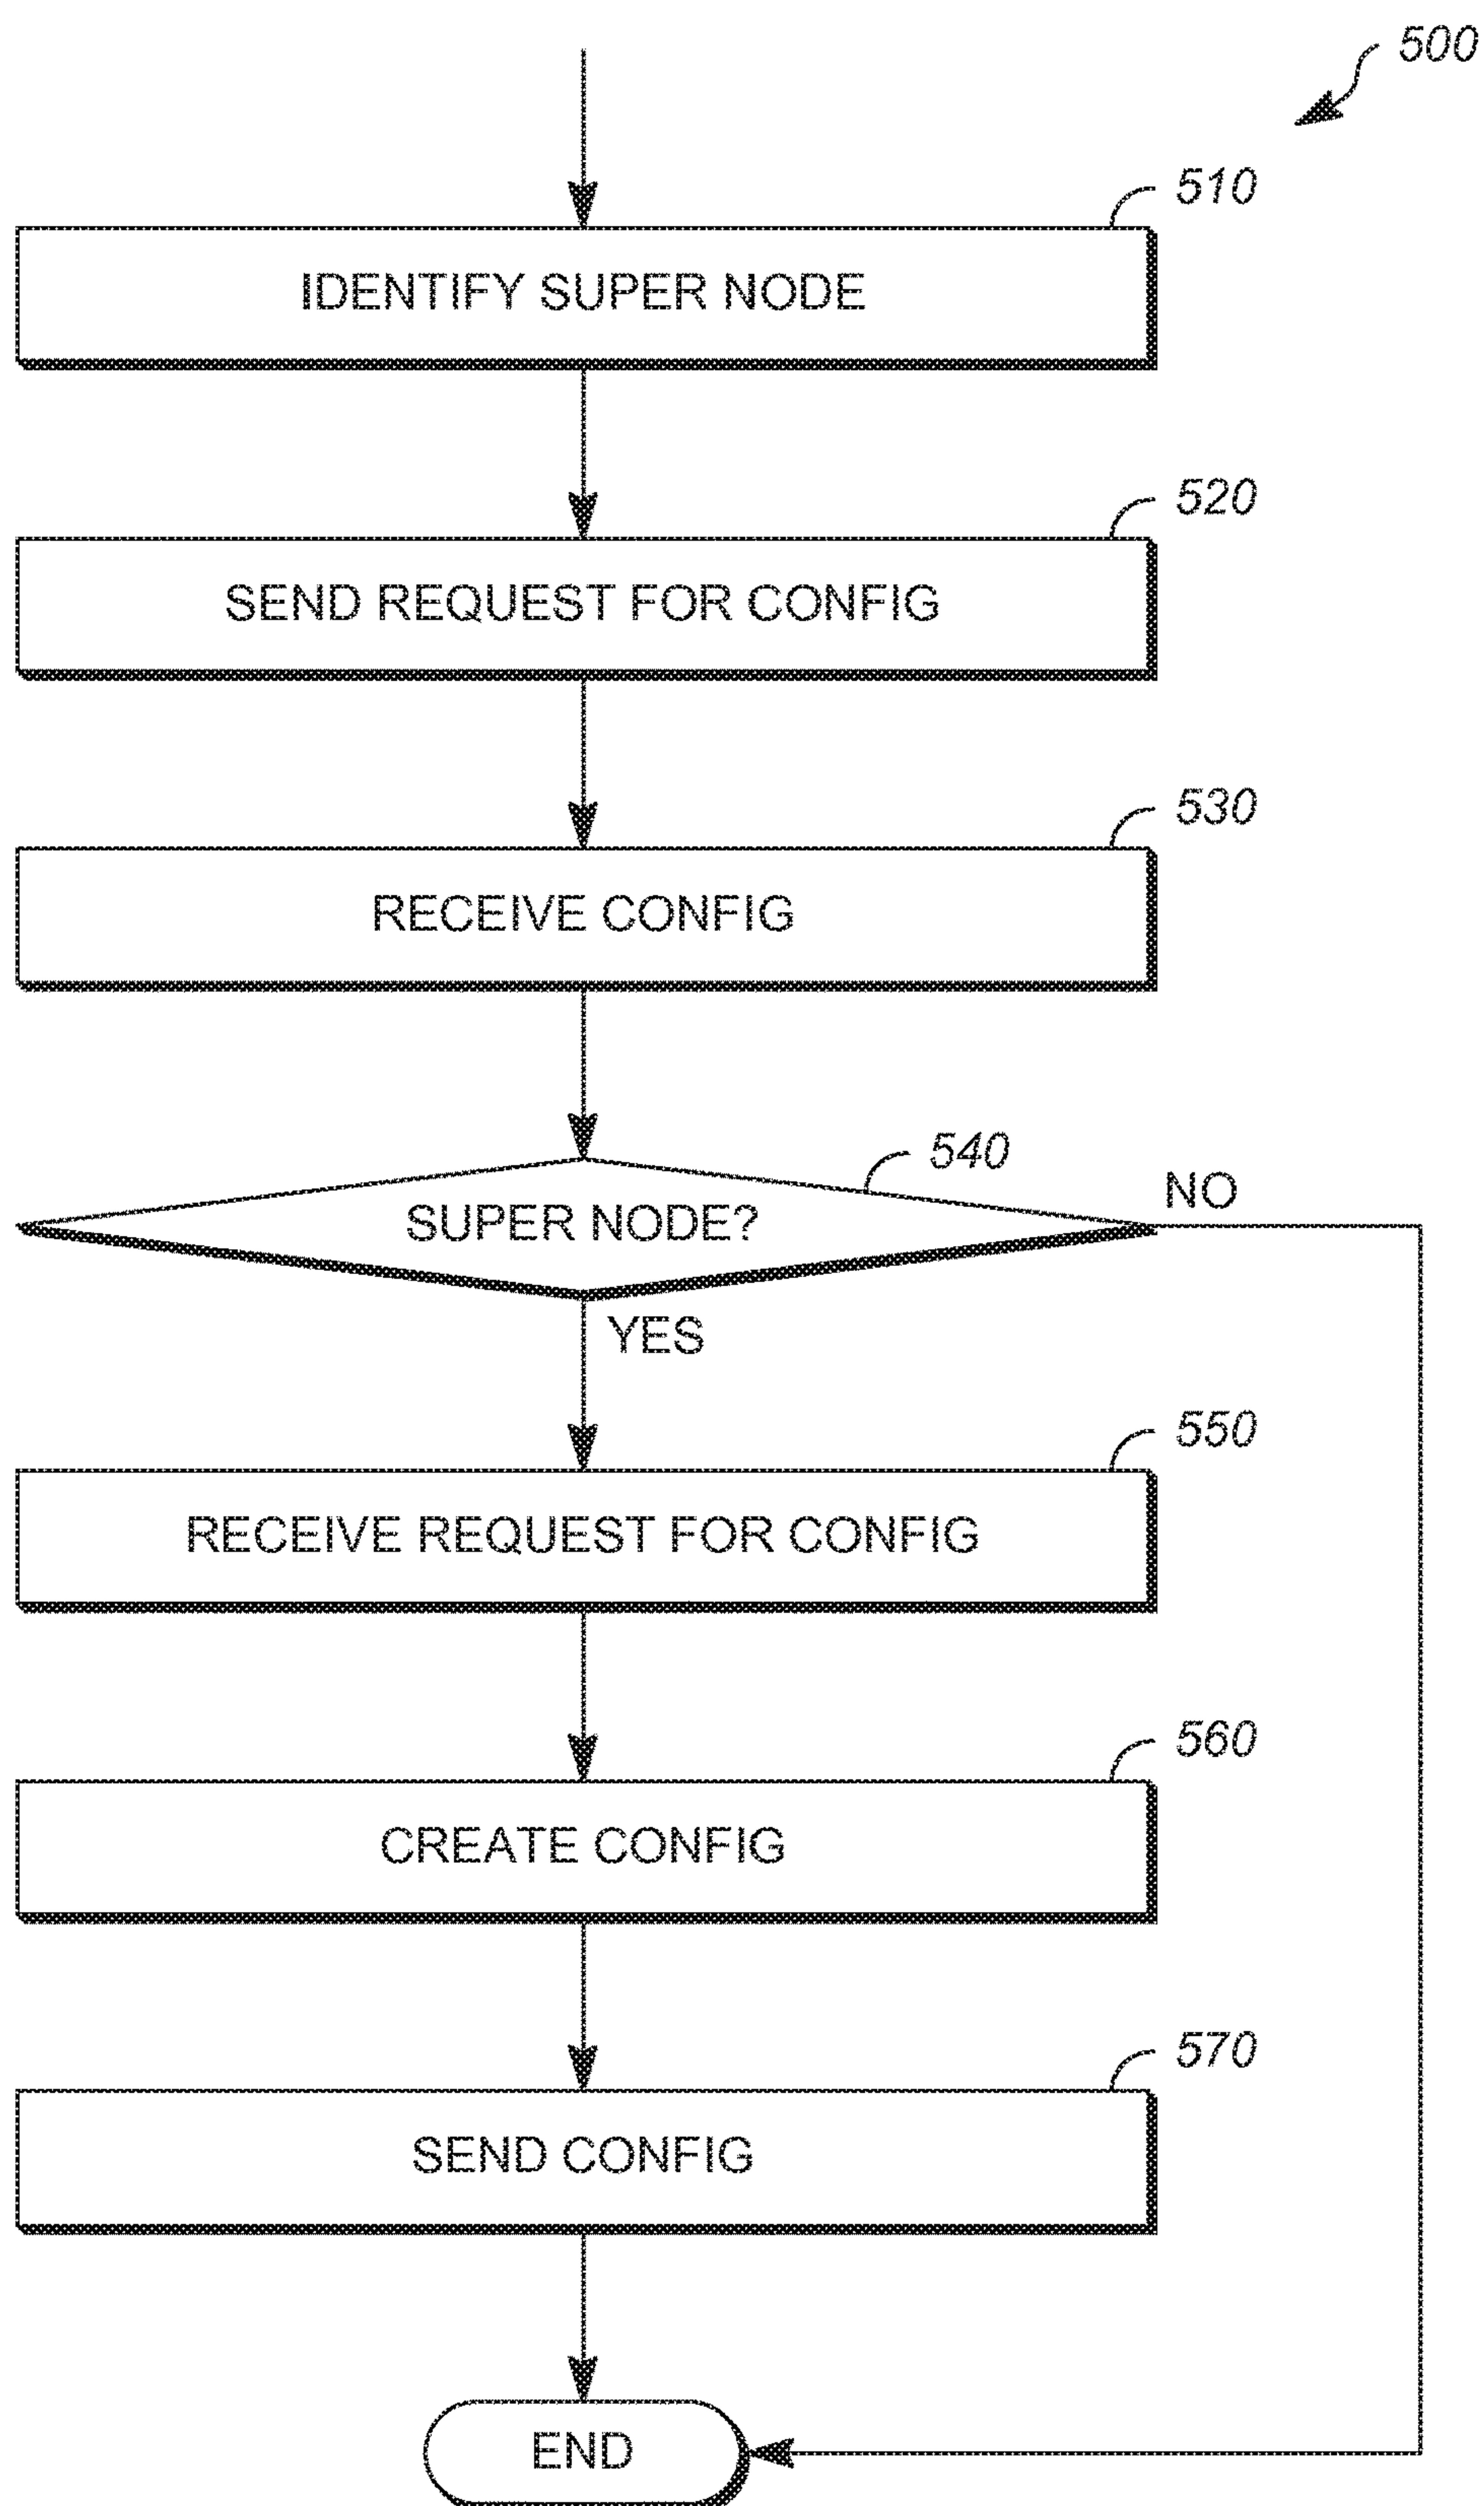 500
510
IDENTIFY SUPER NODE
520
SEND REQUEST FOR CONFIG
530
RECEIVE CONFIG
540
NO
SUPER NODE?
YES
550
RECEIVE REQUEST FOR CONFIG
560
CREATE CONFIG
570
SEND CONFIG
END